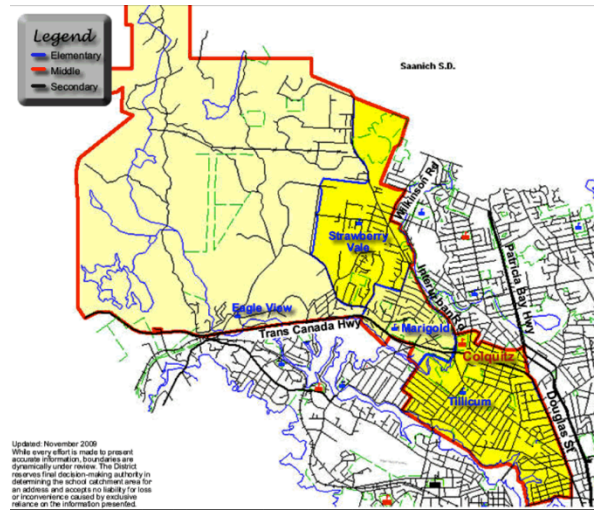 Legend
Elementary
Middle
Secondary
Saanich S.D.
Wilkinson Rd
Strawberry
Vale
Interurban Rd
Patricia Bay Hwy
Eagle View
Trans Canada Hwy
Marigold
Colquitz
Tillicum
Douglas St
Updated: November 2009
While every effort is made to present
accurate information, boundaries are
dynamically under review. The District
reserves final decision-making authority in
determining the school catchment area for
an address and accepts no liability for loss
or inconvenience caused by exclusive
reliance on the information presented.